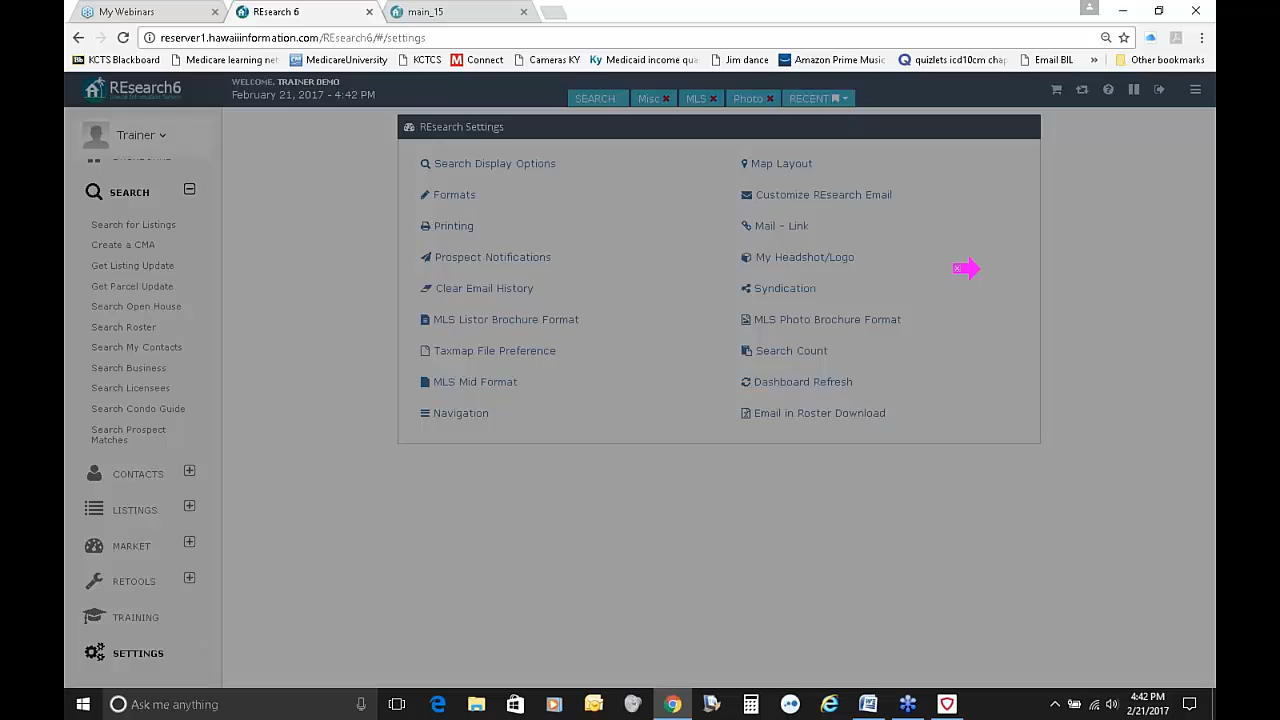 My Webinars
REsearch 6
main_15
reserver1.hawaiiinformation.com/REsearch6/#/settings
Bb KCTS Blackboard
Medicare learning net
MedicareUniversity
KCTCS
M Connect
Cameras KY
Ky Medicaid income qua
Jim dance
Amazon Prime Music
Q quizlets icd10cm chap
Email BIL
»
Other bookmarks
REsearch6
WELCOME, TRAINER DEMO
February 21, 2017 - 4:42 PM
SEARCH
Misc
MLS
Photo
RECENT
Trainer
SEARCH
Search for Listings
Create a CMA
Get Listing Update
Get Parcel Update
Search Open House
Search Roster
Search My Contacts
Search Business
Search Licensees
Search Condo Guide
Search Prospect
Matches
CONTACTS
LISTINGS
MARKET
RETOOLS
TRAINING
SETTINGS
REsearch Settings
Search Display Options
Map Layout
Formats
Customize REsearch Email
Printing
Mail - Link
Prospect Notifications
My Headshot/Logo
Clear Email History
Syndication
MLS Listor Brochure Format
MLS Photo Brochure Format
Taxmap File Preference
Search Count
MLS Mid Format
Dashboard Refresh
Navigation
Email in Roster Download
Ask me anything
4:42 PM
2/21/2017